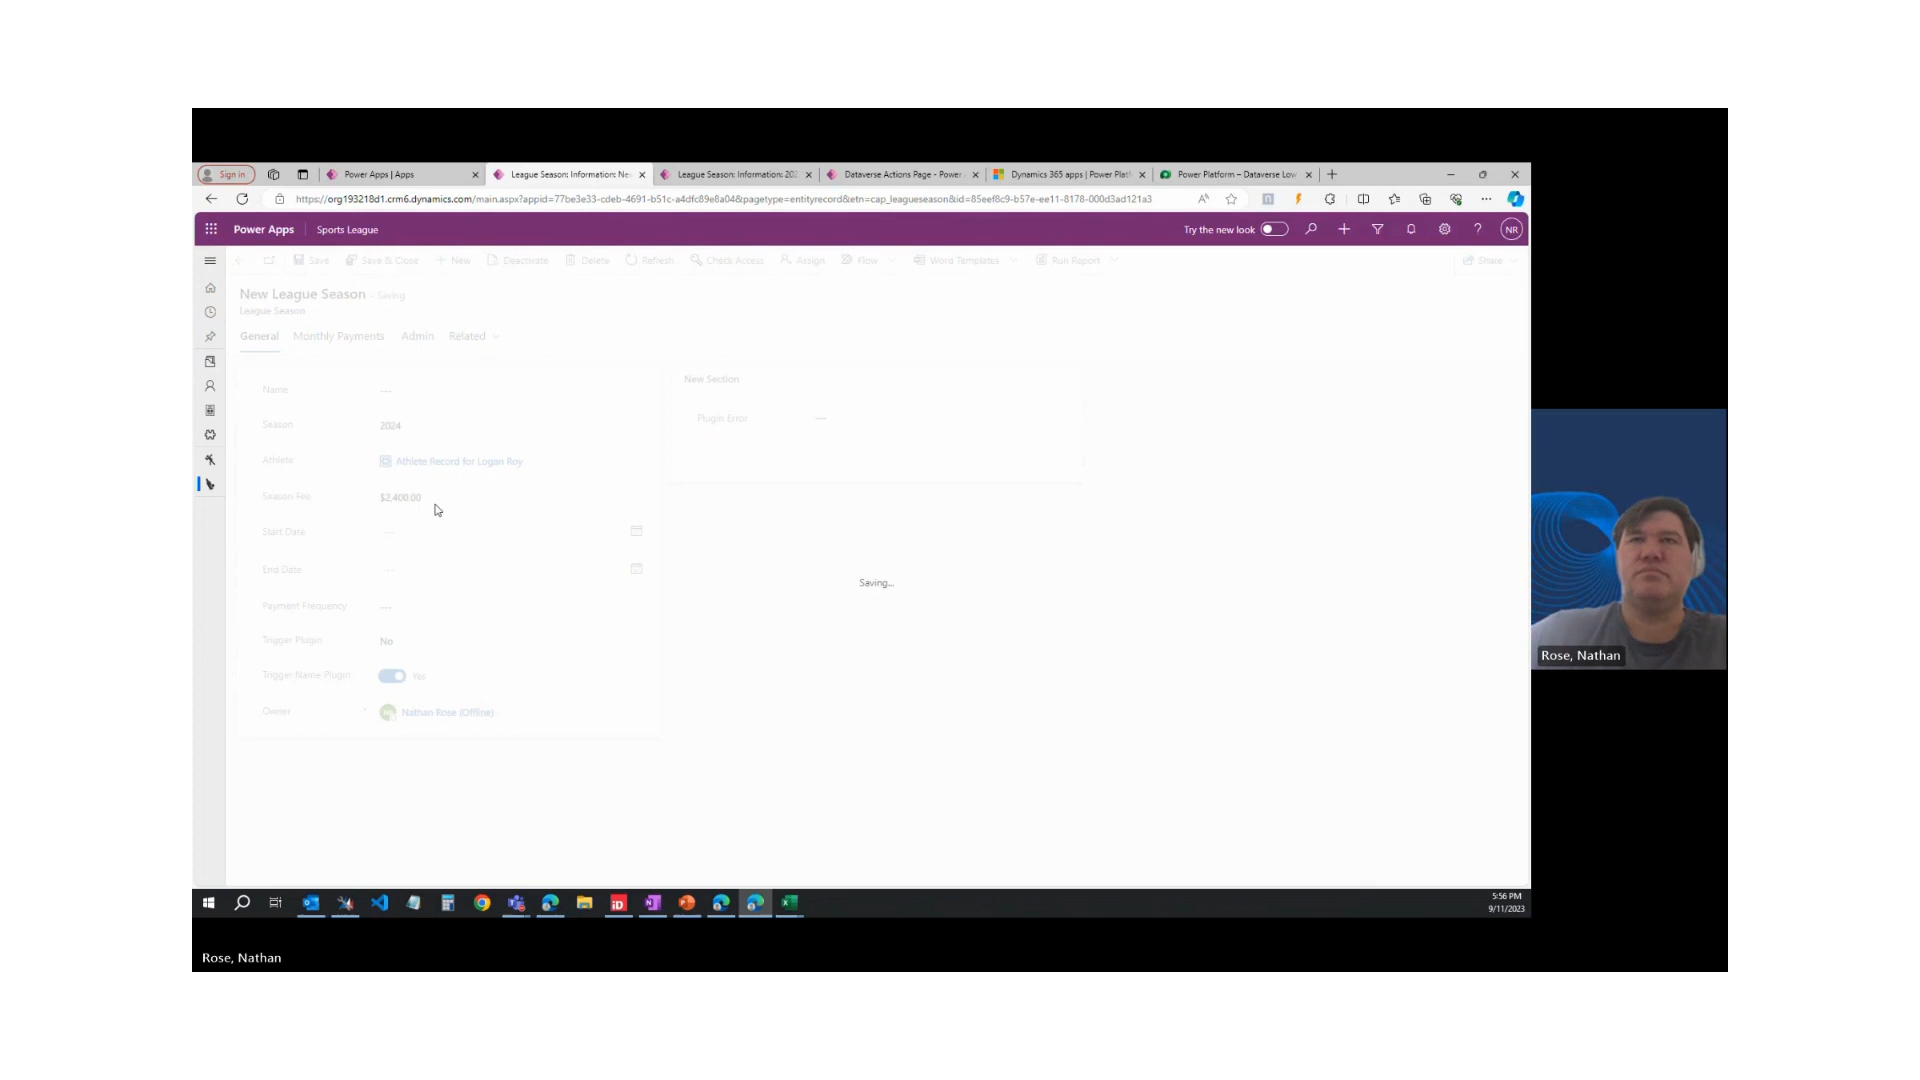 Sign in
Power Apps | Apps
League Season: Information: Ne
League Season: Information: 202
Dataverse Actions Page - Power
Dynamics 365 apps | Power Platf
Power Platform – Dataverse Low
https://org193218d1.crm6.dynamics.com/main.aspx?appid=77be3e33-cdeb-4691-b51c-a4dfc89e8a04&pagetype=entityrecord&etn=cap_leagueseason&id=85eef8c9-b57e-ee11-8178-000d3ad121a3
Power Apps
Sports League
Try the new look
NR
Save
Save & Close
New
Deactivate
Delete
Refresh
Check Access
Assign
Flow
Word Templates
Run Report
Share
New League Season - Saving
League Season
General Monthly Payments Admin Related
Name ---
Season 2024
Athlete Athlete Record for Logan Roy
Season Fee $2,400.00
Start Date ---
End Date ---
Payment Frequency ---
Trigger Plugin No
Trigger Name Plugin Yes
Owner * Nathan Rose (Offline)
New Section
Plugin Error ---
Saving...
Rose, Nathan
5:56 PM
9/11/2023
Rose, Nathan